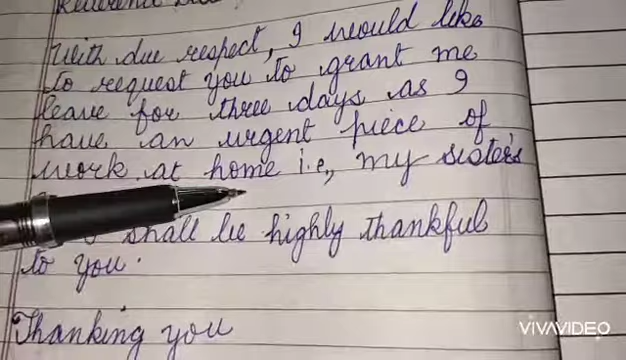 With due respect, I would like
to request you to grant me
leave for three days as I
have an urgent piece of
work at home i.e., my sister's
shall be highly thankful
to you.
Thanking you
VIVAVIDEO